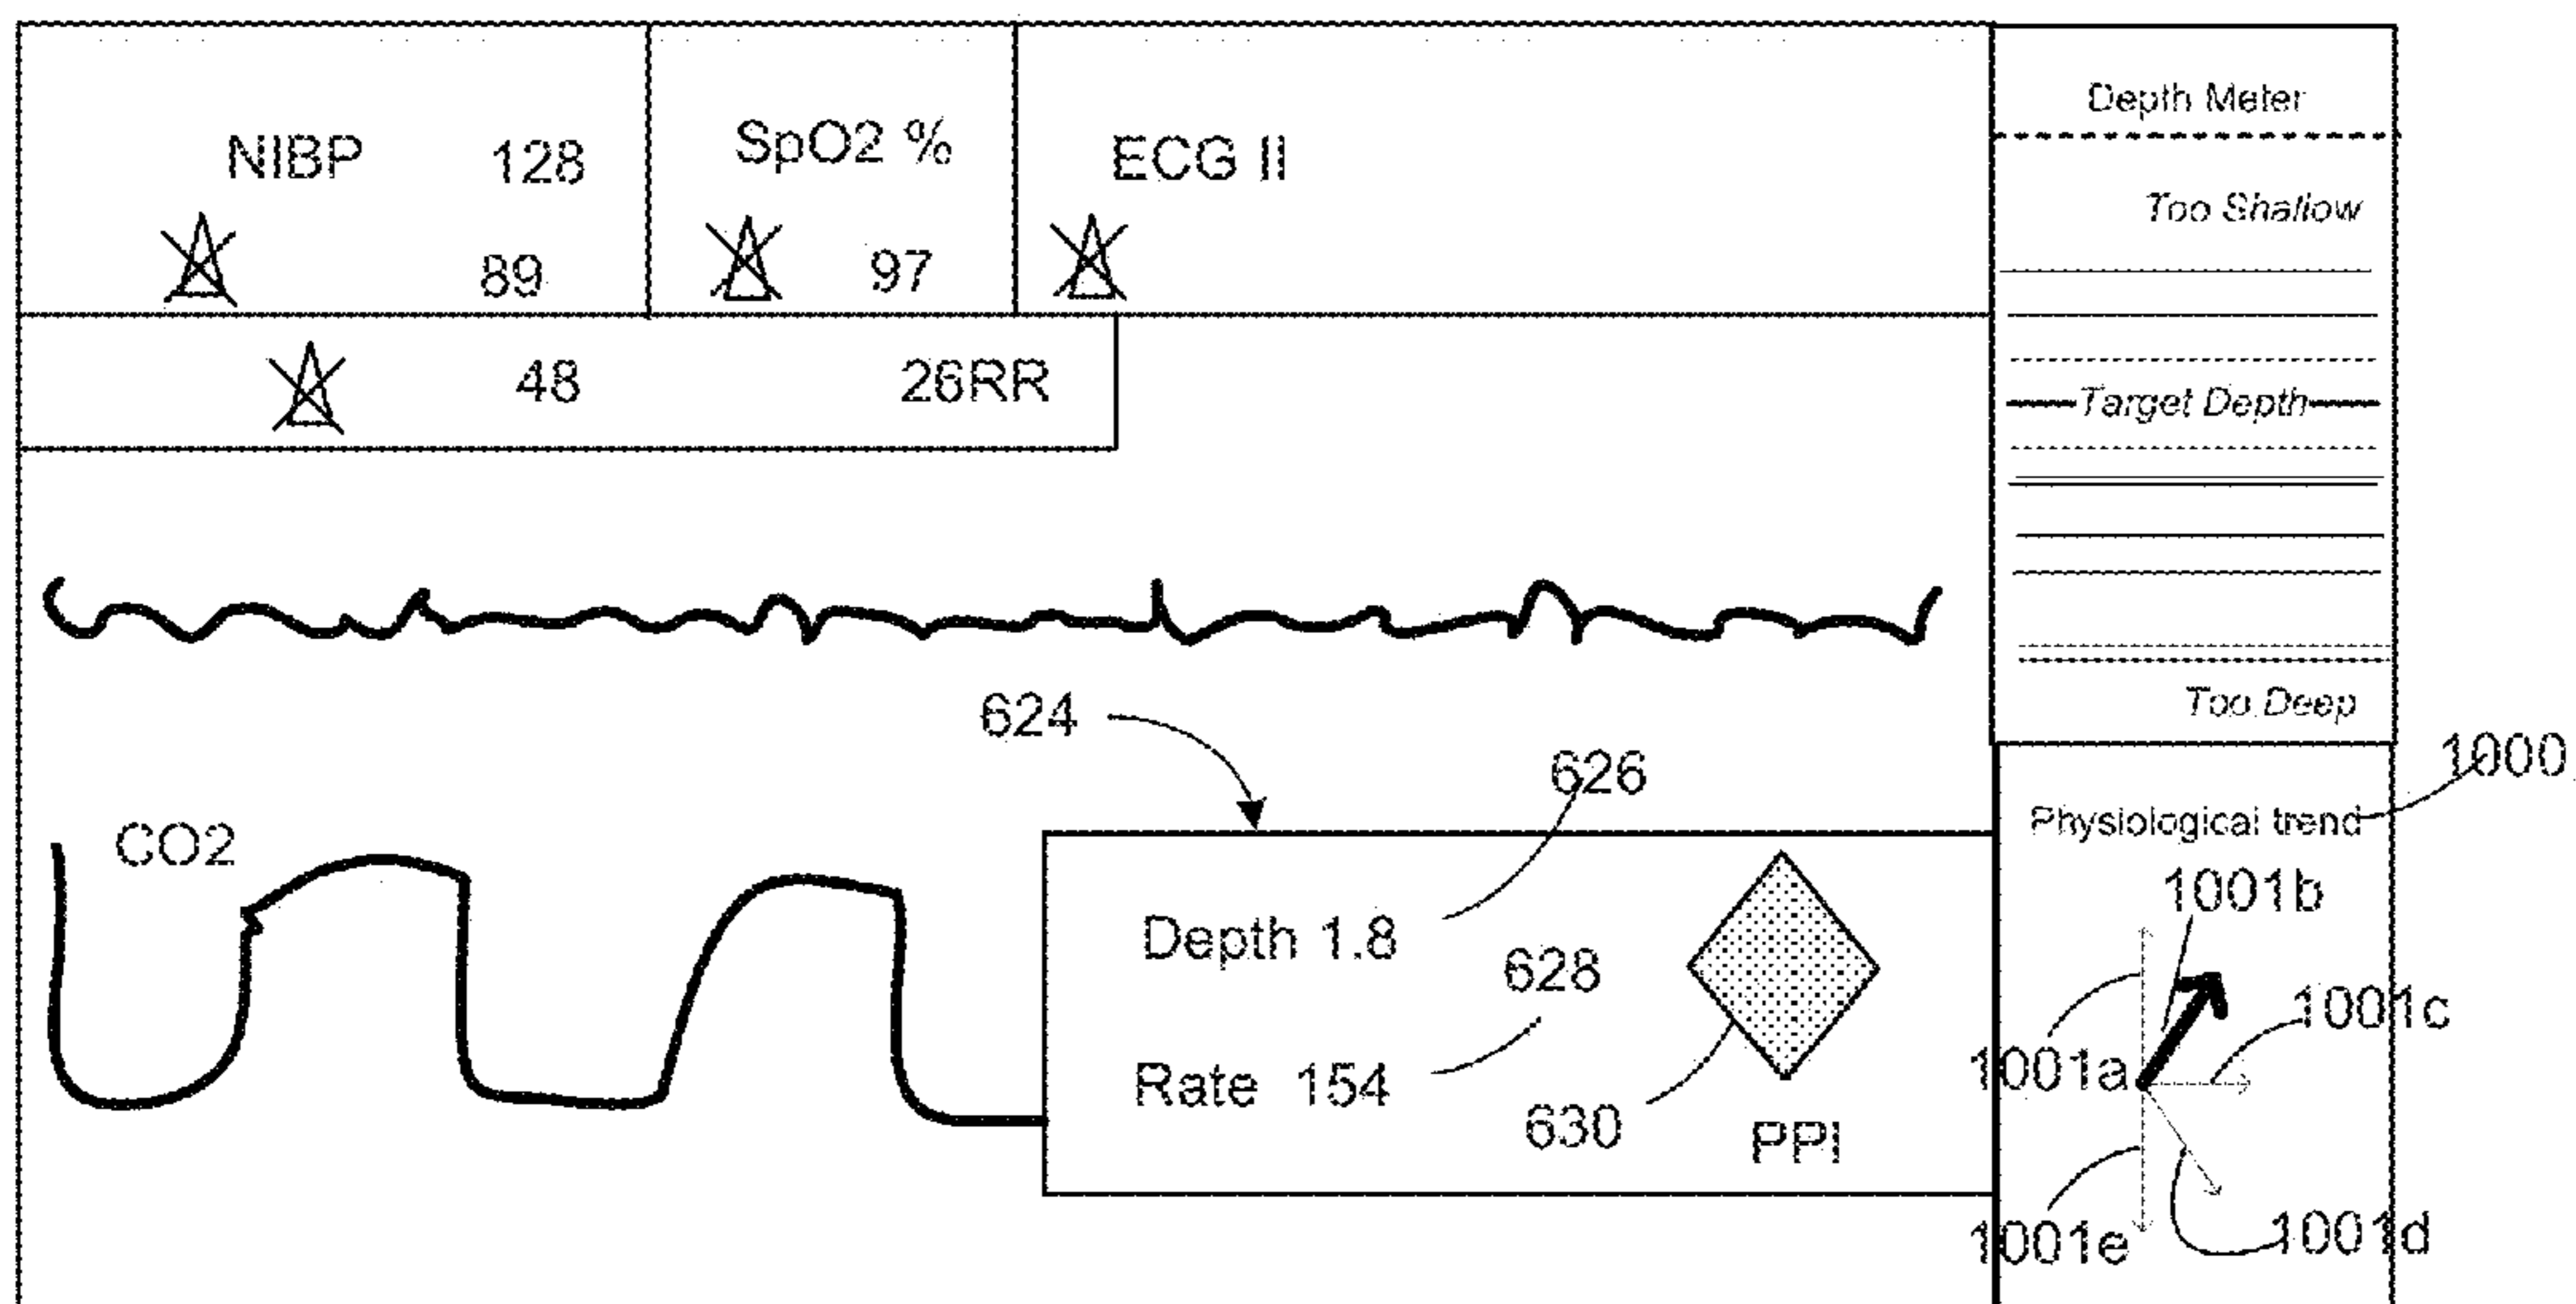 NIBP 128
89
SpO2 %
97
ECG II
48 26RR
Depth Meter
Too Shallow
Target Depth
Too Deep
624
626
CO2
Depth 1.8
628
Rate 154
630
PPI
1000
Physiological trend
1001b
1001c
1001a
1001e
1001d